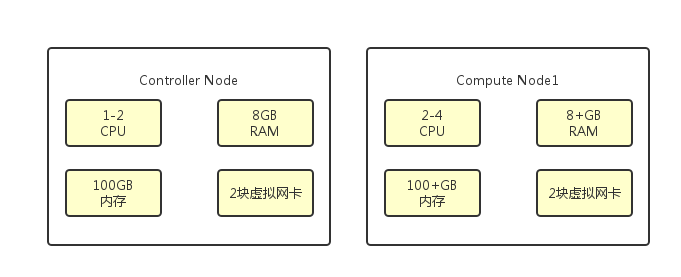 Controller Node
1-2
CPU
8GB
RAM
100GB
内存
2块虚拟网卡
Compute Node1
2-4
CPU
8+GB
RAM
100+GB
内存
2块虚拟网卡